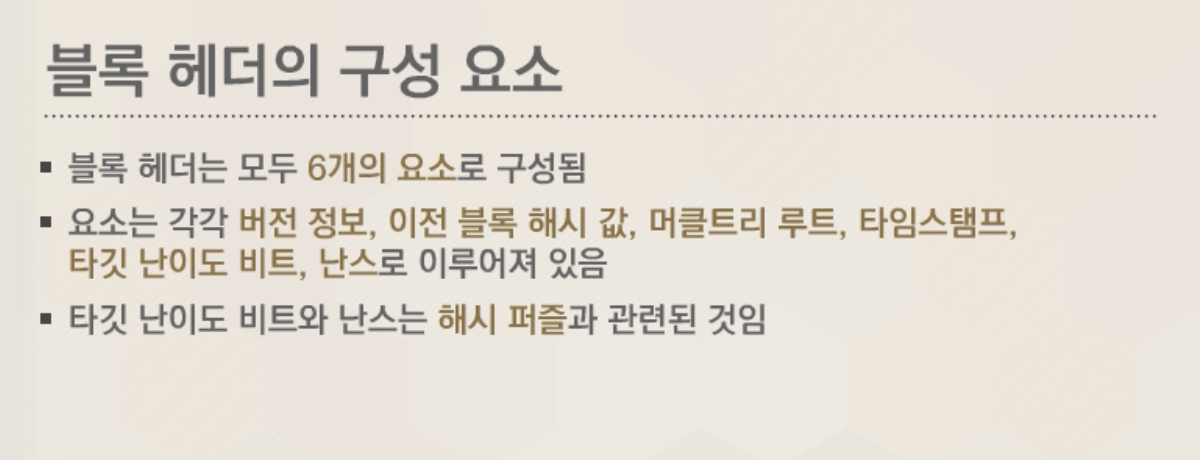 블록 헤더의 구성 요소
▪ 블록 헤더는 모두 6개의 요소로 구성됨
▪ 요소는 각각 버전 정보, 이전 블록 해시 값, 머클트리 루트, 타임스탬프,
타깃 난이도 비트, 난스로 이루어져 있음
▪ 타깃 난이도 비트와 난스는 해시 퍼즐과 관련된 것임